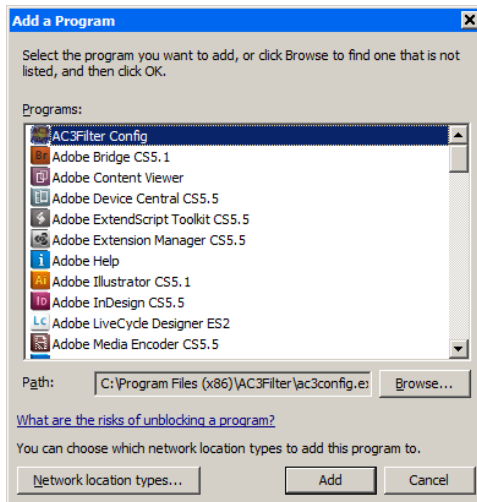 Add a Program
Select the program you want to add, or click Browse to find one that is not
listed, and then click OK.
Programs:
AC3Filter Config
Br Adobe Bridge CS5.1
Adobe Content Viewer
Adobe Device Central CS5.5
Adobe ExtendScript Toolkit CS5.5
Adobe Extension Manager CS5.5
i Adobe Help
Ai Adobe Illustrator CS5.1
ID Adobe InDesign CS5.5
LC Adobe LiveCycle Designer ES2
Adobe Media Encoder CS5.5
Path: C:\Program Files (x86)\AC3Filter\ac3config.ex Browse...
What are the risks of unblocking a program?
You can choose which network location types to add this program to.
Network location types... Add Cancel